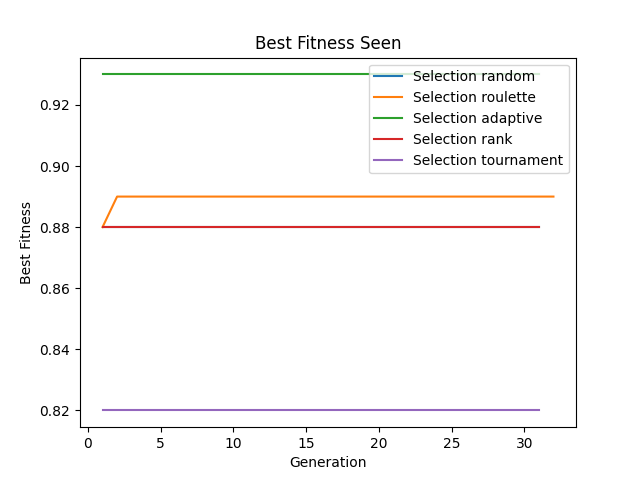 Best Fitness Seen
Selection random
Selection roulette
Selection adaptive
Selection rank
Selection tournament
Best Fitness
0.92
0.90
0.88
0.86
0.84
0.82
0
5
10
15
20
25
30
Generation